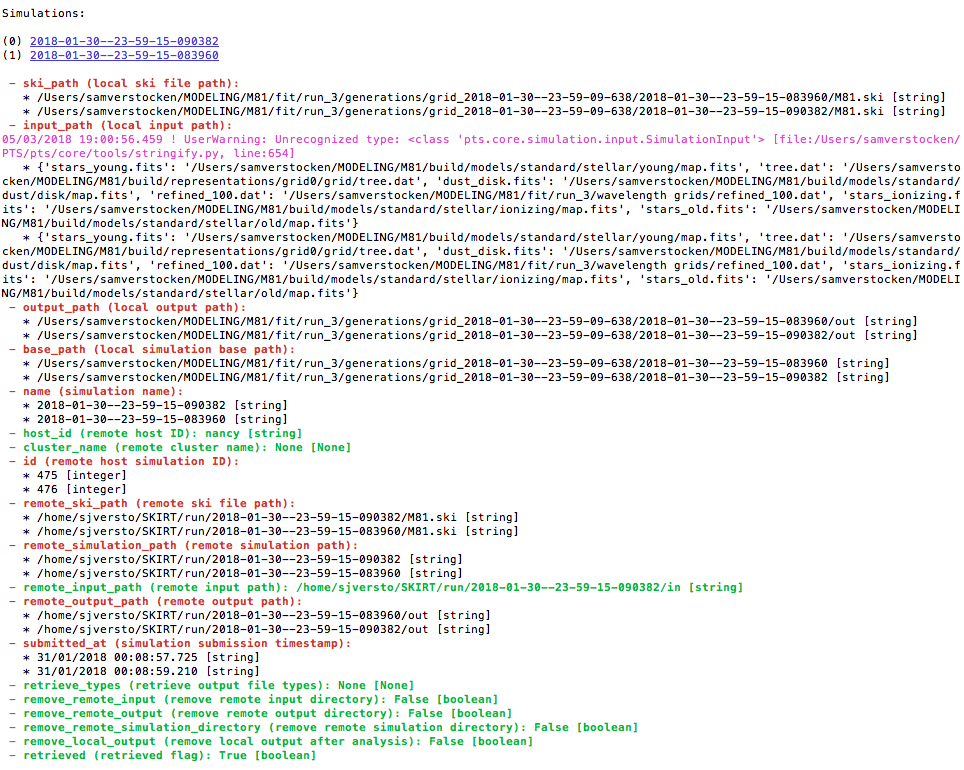 Simulations:
(0) 2018-01-30--23-59-15-090382
(1) 2018-01-30--23-59-15-083960
- ski_path (local ski file path):
* /Users/samverstocken/MODELING/M81/fit/run_3/generations/grid_2018-01-30--23-59-09-638/2018-01-30--23-59-15-083960/M81.ski [string]
* /Users/samverstocken/MODELING/M81/fit/run_3/generations/grid_2018-01-30--23-59-09-638/2018-01-30--23-59-15-090382/M81.ski [string]
- input_path (local input path):
05/03/2018 19:00:56.459 ! UserWarning: Unrecognized type: <class 'pts.core.simulation.input.SimulationInput'> [file:/Users/samverstocken/
PTS/pts/core/tools/stringify.py, line:654]
* {'stars_young.fits': '/Users/samverstocken/MODELING/M81/build/models/standard/stellar/young/map.fits', 'tree.dat': '/Users/samversto
cken/MODELING/M81/build/representations/grid0/grid/tree.dat', 'dust_disk.fits': '/Users/samverstocken/MODELING/M81/build/models/standard/
dust/disk/map.fits', 'refined_100.dat': '/Users/samverstocken/MODELING/M81/fit/run_3/wavelength grids/refined_100.dat', 'stars_ionizing.f
its': '/Users/samverstocken/MODELING/M81/build/models/standard/stellar/ionizing/map.fits', 'stars_old.fits': '/Users/samverstocken/MODELI
NG/M81/build/models/standard/stellar/old/map.fits'}
* {'stars_young.fits': '/Users/samverstocken/MODELING/M81/build/models/standard/stellar/young/map.fits', 'tree.dat': '/Users/samversto
cken/MODELING/M81/build/representations/grid0/grid/tree.dat', 'dust_disk.fits': '/Users/samverstocken/MODELING/M81/build/models/standard/
dust/disk/map.fits', 'refined_100.dat': '/Users/samverstocken/MODELING/M81/fit/run_3/wavelength grids/refined_100.dat', 'stars_ionizing.f
its': '/Users/samverstocken/MODELING/M81/build/models/standard/stellar/ionizing/map.fits', 'stars_old.fits': '/Users/samverstocken/MODELI
NG/M81/build/models/standard/stellar/old/map.fits'}
- output_path (local output path):
* /Users/samverstocken/MODELING/M81/fit/run_3/generations/grid_2018-01-30--23-59-09-638/2018-01-30--23-59-15-083960/out [string]
* /Users/samverstocken/MODELING/M81/fit/run_3/generations/grid_2018-01-30--23-59-09-638/2018-01-30--23-59-15-090382/out [string]
- base_path (local simulation base path):
* /Users/samverstocken/MODELING/M81/fit/run_3/generations/grid_2018-01-30--23-59-09-638/2018-01-30--23-59-15-083960 [string]
* /Users/samverstocken/MODELING/M81/fit/run_3/generations/grid_2018-01-30--23-59-09-638/2018-01-30--23-59-15-090382 [string]
- name (simulation name):
* 2018-01-30--23-59-15-090382 [string]
* 2018-01-30--23-59-15-083960 [string]
- host_id (remote host ID): nancy [string]
- cluster_name (remote cluster name): None [None]
- id (remote host simulation ID):
* 475 [integer]
* 476 [integer]
- remote_ski_path (remote ski file path):
* /home/sjversto/SKIRT/run/2018-01-30--23-59-15-090382/M81.ski [string]
* /home/sjversto/SKIRT/run/2018-01-30--23-59-15-083960/M81.ski [string]
- remote_simulation_path (remote simulation path):
* /home/sjversto/SKIRT/run/2018-01-30--23-59-15-090382 [string]
* /home/sjversto/SKIRT/run/2018-01-30--23-59-15-083960 [string]
- remote_input_path (remote input path): /home/sjversto/SKIRT/run/2018-01-30--23-59-15-090382/in [string]
- remote_output_path (remote output path):
* /home/sjversto/SKIRT/run/2018-01-30--23-59-15-083960/out [string]
* /home/sjversto/SKIRT/run/2018-01-30--23-59-15-090382/out [string]
- submitted_at (simulation submission timestamp):
* 31/01/2018 00:08:57.725 [string]
* 31/01/2018 00:08:59.210 [string]
- retrieve_types (retrieve output file types): None [None]
- remove_remote_input (remove remote input directory): False [boolean]
- remove_remote_output (remove remote output directory): False [boolean]
- remove_remote_simulation_directory (remove remote simulation directory): False [boolean]
- remove_local_output (remove local output after analysis): False [boolean]
- retrieved (retrieved flag): True [boolean]